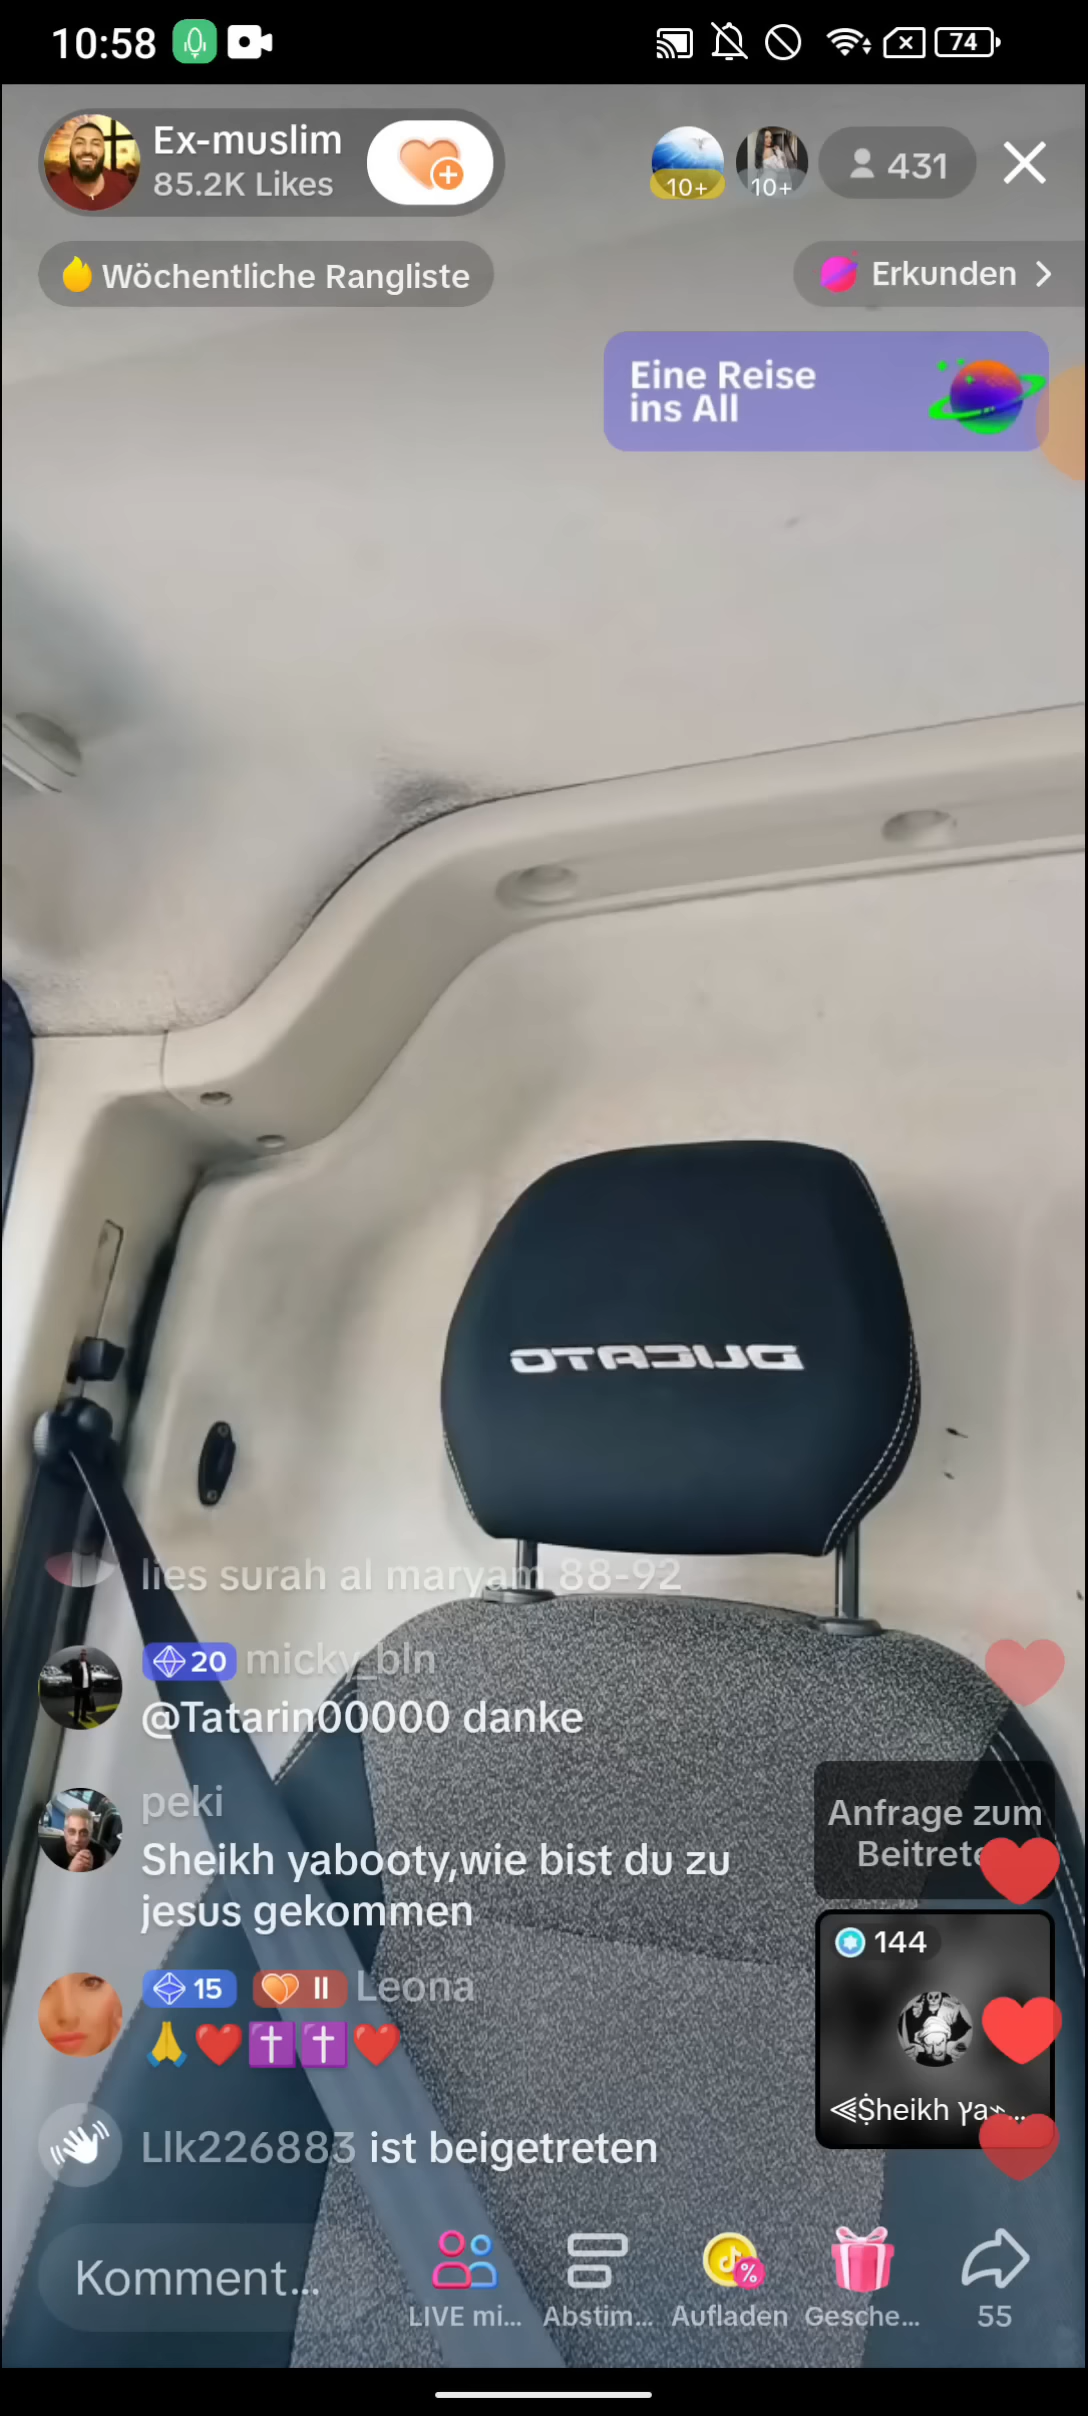 10:58
74
Ex-muslim
85.2K Likes
10+
10+
431
Wöchentliche Rangliste
Erkunden
Eine Reise
ins All
DUCATO
lies surah al maryam 88-92
20 micky_bln
@Tatarin00000 danke
peki
Sheikh yabooty,wie bist du zu
jesus gekommen
15 II Leona
🙏❤️✝️✝️❤️
Llk226883 ist beigetreten
Anfrage zum
Beitrete
144
⋘Ṩheikh
Komment...
LIVE mi...
Abstim...
Aufladen
Gesche...
55